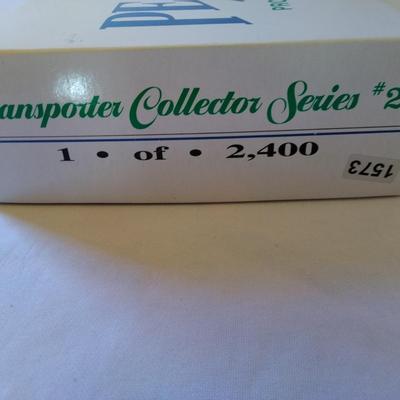 ansporter Collector Series #2
1 • of • 2,400
1573